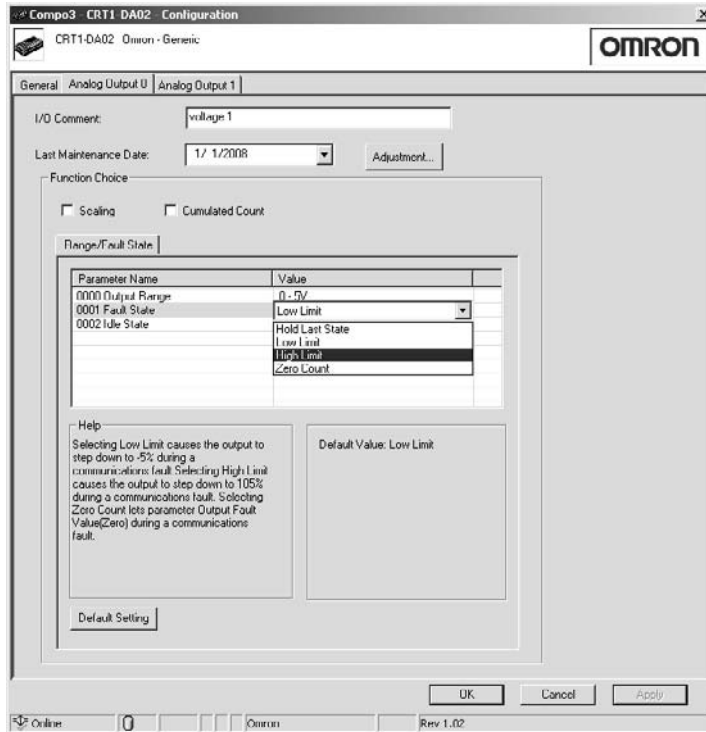 Compo3 - CRT1-DA02 - Configuration
CRT1-DA02 Omron - Generic
OMRON
General Analog Output 0 Analog Output 1
I/O Comment: voltage 1
Last Maintenance Date: 1/ 1/2008 Adjustment...
Function Choice
Scaling Cumulated Count
Range/Fault State
Parameter Name Value
0000 Output Range 0 - 5V
0001 Fault State Low Limit
0002 Idle State Hold Last State
Low Limit
High Limit
Zero Count
Help
Selecting Low Limit causes the output to
step down to -5% during a
communications fault Selecting High Limit
causes the output to step down to 105%
during a communications fault. Selecting
Zero Count lets parameter Output Fault
Value(Zero) during a communications
fault.
Default Value: Low Limit
Default Setting
OK Cancel Apply
Online Omron Rev 1.02